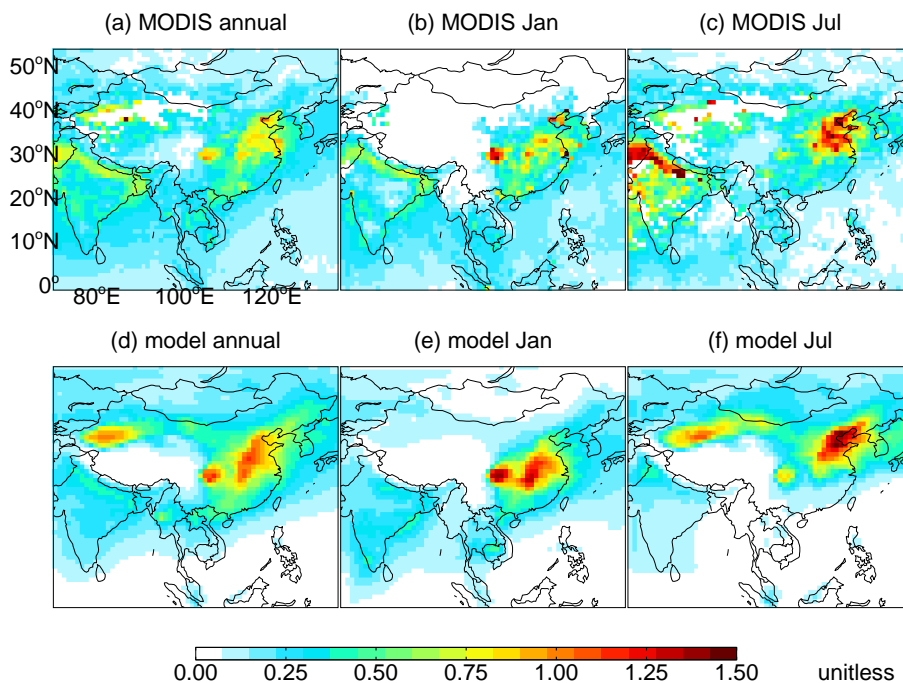 (a) MODIS annual (b) MODIS Jan (c) MODIS Jul
50°N
40°N
30°N
20°N
10°N
0°
80°E 100°E 120°E
(d) model annual (e) model Jan (f) model Jul
0.00 0.25 0.50 0.75 1.00 1.25 1.50 unitless